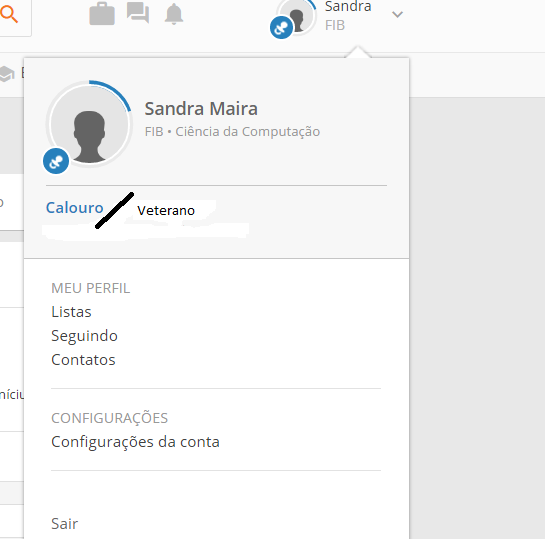 Sandra
FIB
Sandra Maira
FIB • Ciência da Computação
Calouro
Veterano
MEU PERFIL
Listas
Seguindo
Contatos
CONFIGURAÇÕES
Configurações da conta
Sair